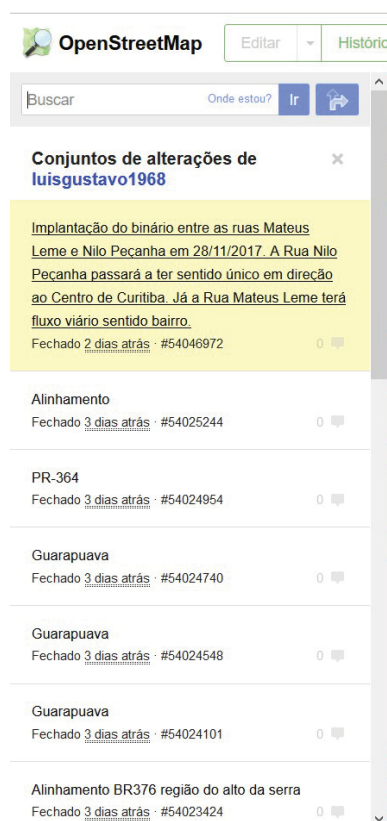 OpenStreetMap
Editar
Históric
Buscar
Onde estou?
Ir
Conjuntos de alterações de
luisgustavo1968
Implantação do binário entre as ruas Mateus
Leme e Nilo Peçanha em 28/11/2017. A Rua Nilo
Peçanha passará a ter sentido único em direção
ao Centro de Curitiba. Já a Rua Mateus Leme terá
fluxo viário sentido bairro.
Fechado 2 dias atrás · #54046972
0
Alinhamento
Fechado 3 dias atrás · #54025244
0
PR-364
Fechado 3 dias atrás · #54024954
0
Guarapuava
Fechado 3 dias atrás · #54024740
0
Guarapuava
Fechado 3 dias atrás · #54024548
0
Guarapuava
Fechado 3 dias atrás · #54024101
0
Alinhamento BR376 região do alto da serra
Fechado 3 dias atrás · #54023424
0